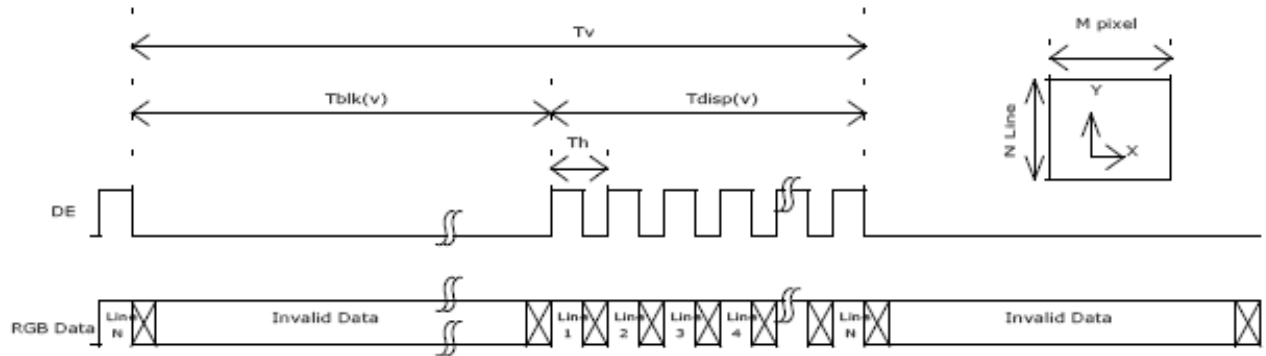 Tv
M pixel
Tblk(v)
Tdisp(v)
Y
N Line
Th
X
DE
RGB Data
Line
N
Invalid Data
Line
1
Line
2
Line
3
Line
4
Line
N
Invalid Data